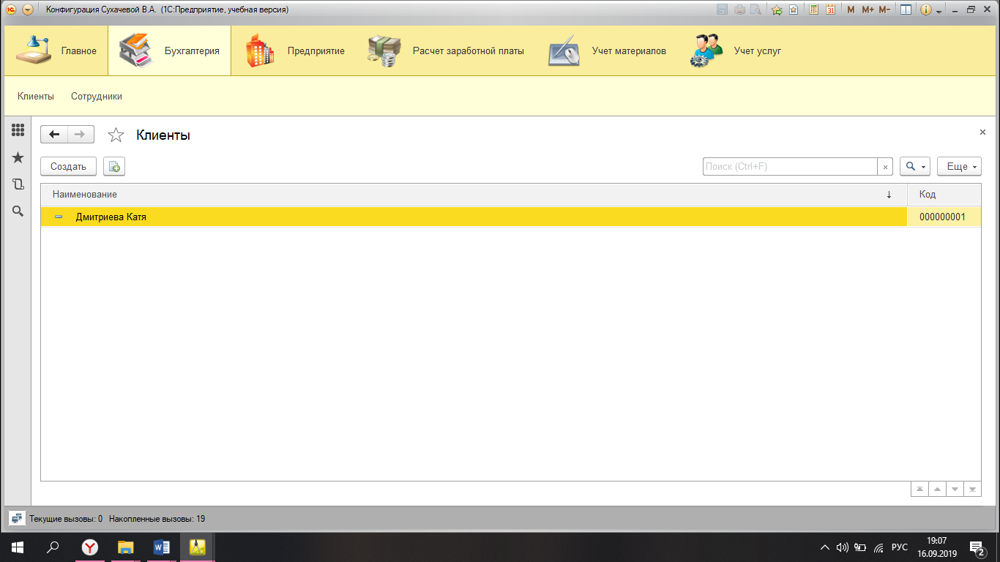 Конфигурация Сухачевой В.А. (1С:Предприятие, учебная версия)
31 M M+ M-
Главное Бухгалтерия Предприятие Расчет заработной платы Учет материалов Учет услуг
Клиенты Сотрудники
Клиенты
Создать Поиск (Ctrl+F) Еще
Наименование Код
Дмитриева Катя 000000001
Текущие вызовы: 0 Накопленные вызовы: 19
РУС 19:07
16.09.2019 2